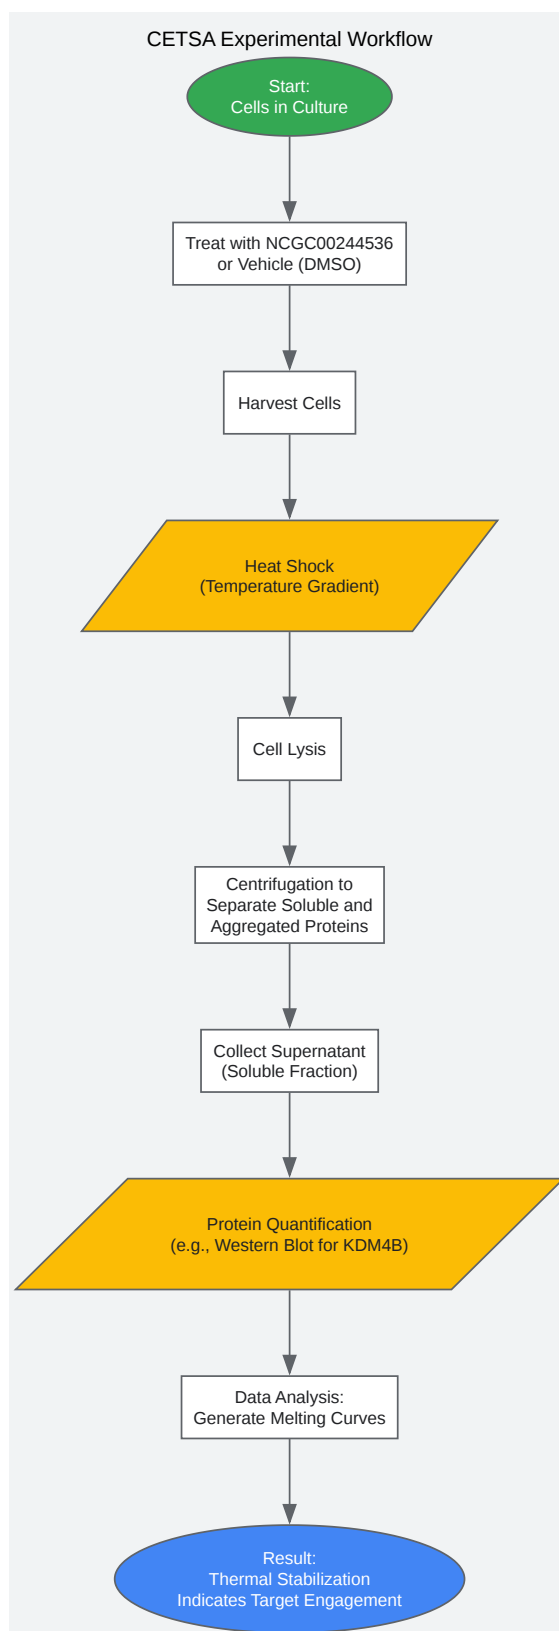 CETSA Experimental Workflow
Start:
Cells in Culture
Treat with NCGC00244536
or Vehicle (DMSO)
Harvest Cells
Heat Shock
(Temperature Gradient)
Cell Lysis
Centrifugation to
Separate Soluble and
Aggregated Proteins
Collect Supernatant
(Soluble Fraction)
Protein Quantification
(e.g., Western Blot for KDM4B)
Data Analysis:
Generate Melting Curves
Result:
Thermal Stabilization
Indicates Target Engagement